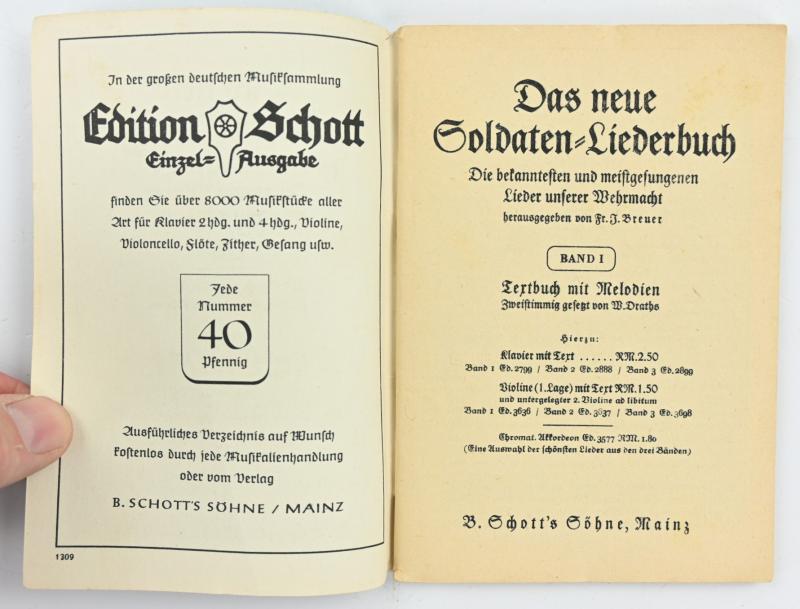 In der großen deutschen Musiksammlung
Edition Schott
Einzel=Ausgabe
finden Sie über 8000 Musikstücke aller
Art für Klavier 2hdg. und 4hdg., Violine,
Violoncello, Flöte, Zither, Gesang usw.
Jede
Nummer
40
Pfennig
Ausführliches Verzeichnis auf Wunsch
kostenlos durch jede Musikalienhandlung
oder vom Verlag
B. SCHOTT'S SÖHNE / MAINZ
1309
Das neue
Soldaten=Liederbuch
Die bekanntesten und meistgesungenen
Lieder unserer Wehrmacht
herausgegeben von Fr. J. Breuer
BAND I
Textbuch mit Melodien
Zweistimmig gesetzt von W. Draths
Hierzu:
Klavier mit Text ...... RM. 2.50
Band 1 Ed. 2799 / Band 2 Ed. 2888 / Band 3 Ed. 2899
Violine (1. Lage) mit Text RM. 1.50
und untergelegter 2. Violine ad libitum
Band 1 Ed. 3636 / Band 2 Ed. 3637 / Band 3 Ed. 3698
Chromat. Akkordeon Ed. 3577 RM. 1.80
(Eine Auswahl der schönsten Lieder aus den drei Bänden)
B. Schott's Söhne, Mainz